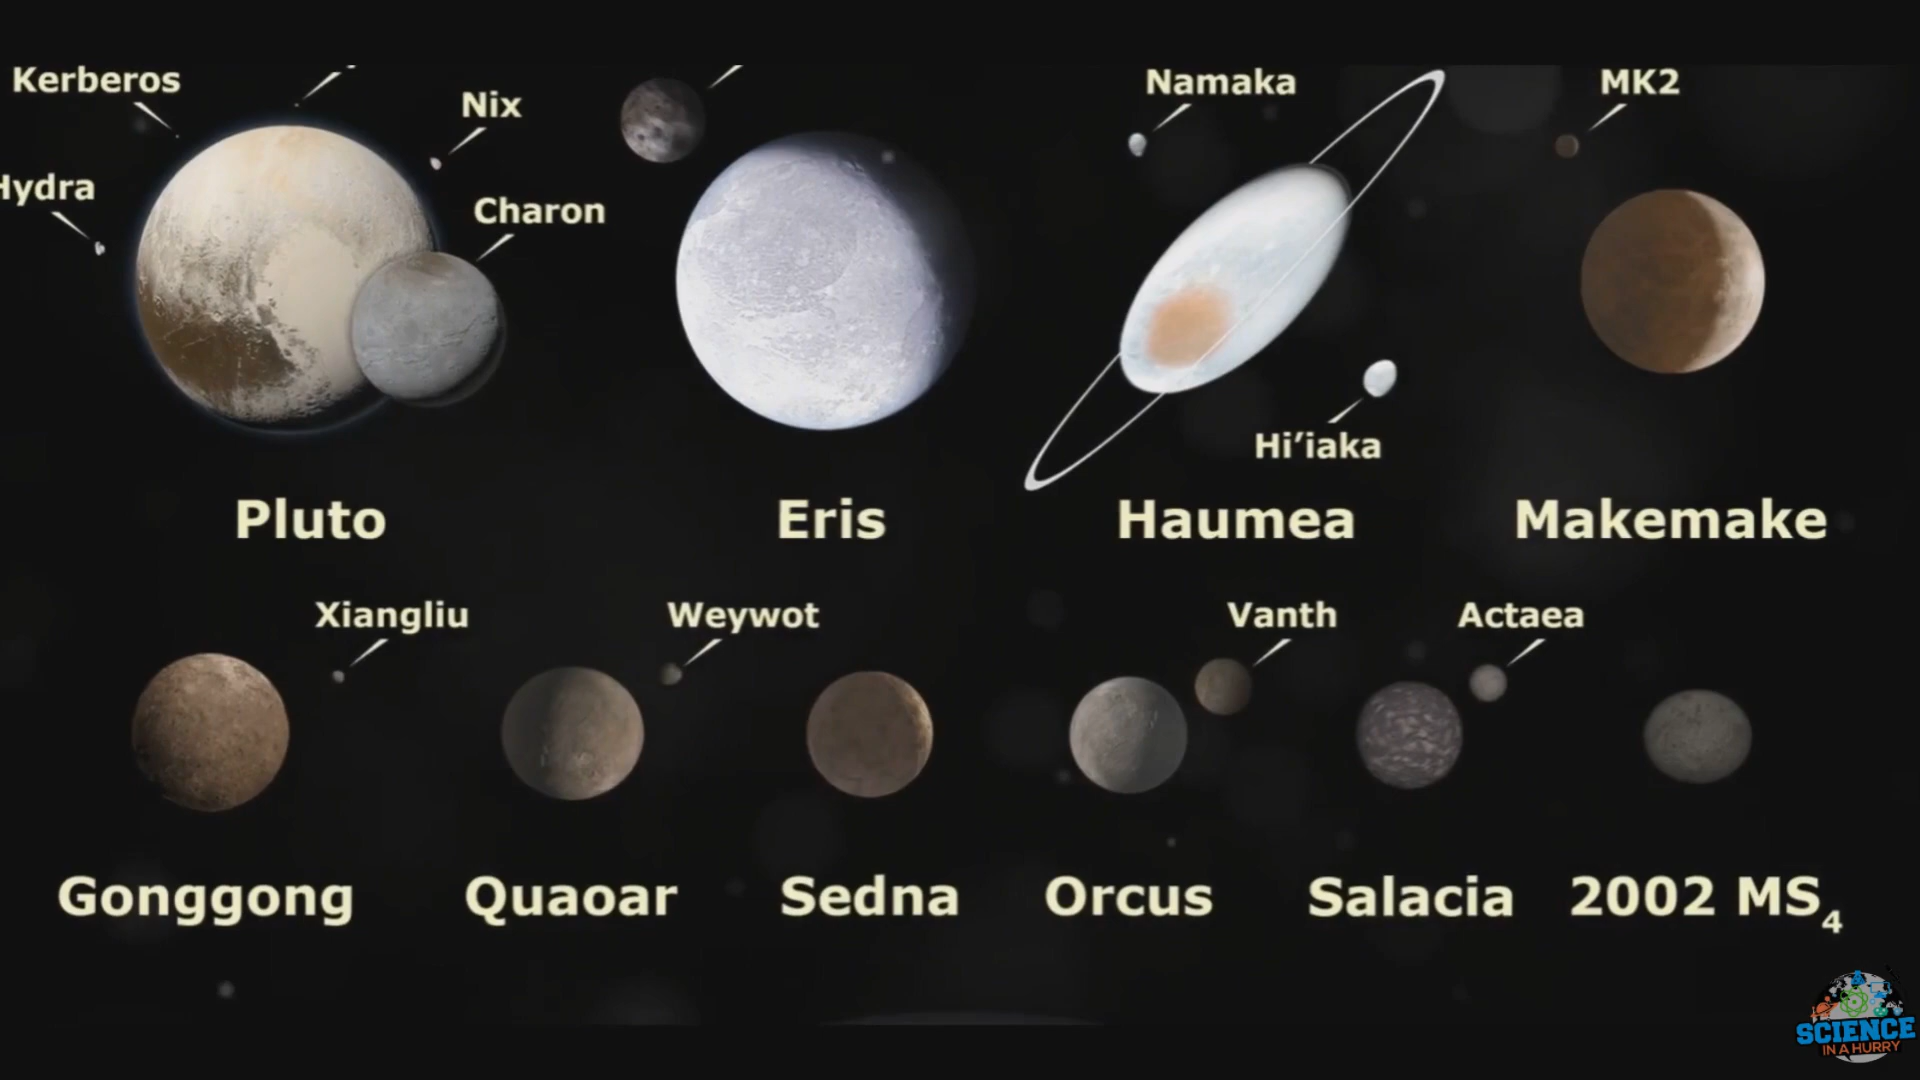 Kerberos
Nix
Hydra
Charon
Namaka
MK2
Hi’iaka
Pluto
Eris
Haumea
Makemake
Xiangliu
Weywot
Vanth
Actaea
Gonggong
Quaoar
Sedna
Orcus
Salacia
2002 MS4
SCIENCE
IN A HURRY